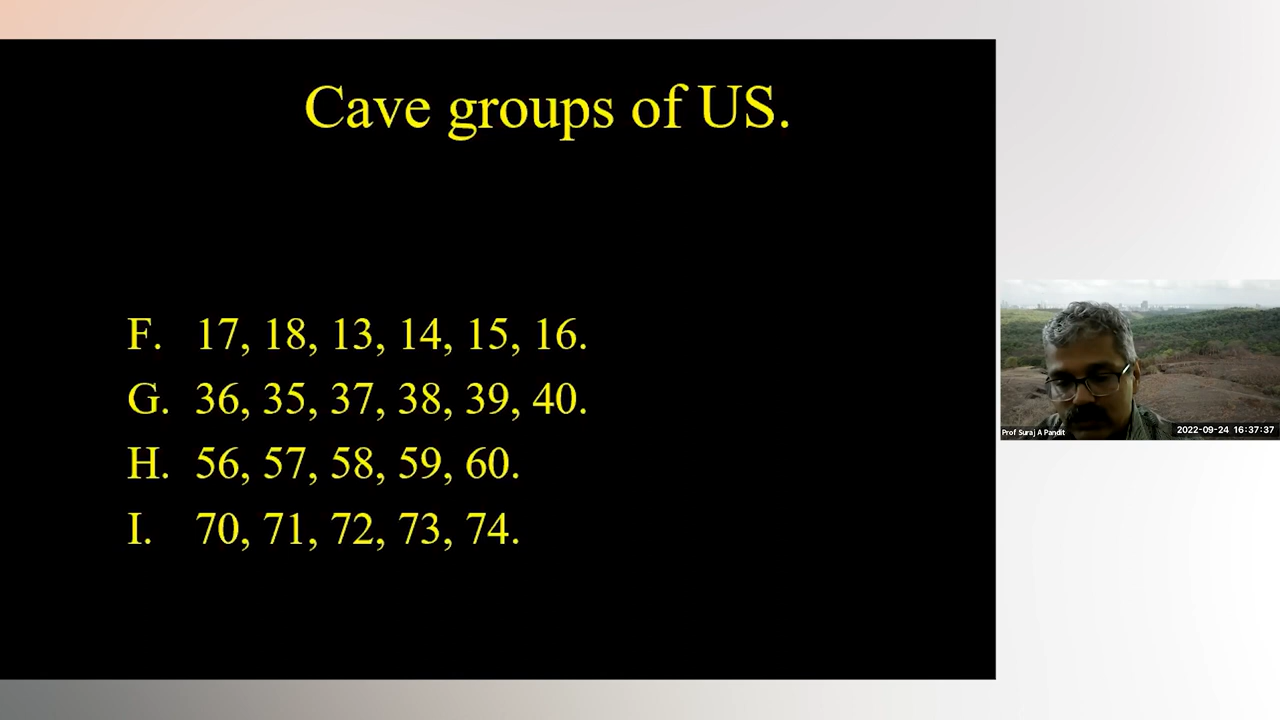 Cave groups of US.
F. 17, 18, 13, 14, 15, 16.
G. 36, 35, 37, 38, 39, 40.
H. 56, 57, 58, 59, 60.
I. 70, 71, 72, 73, 74.
Prof Suraj A Pandit
2022-09-24 16:37:37